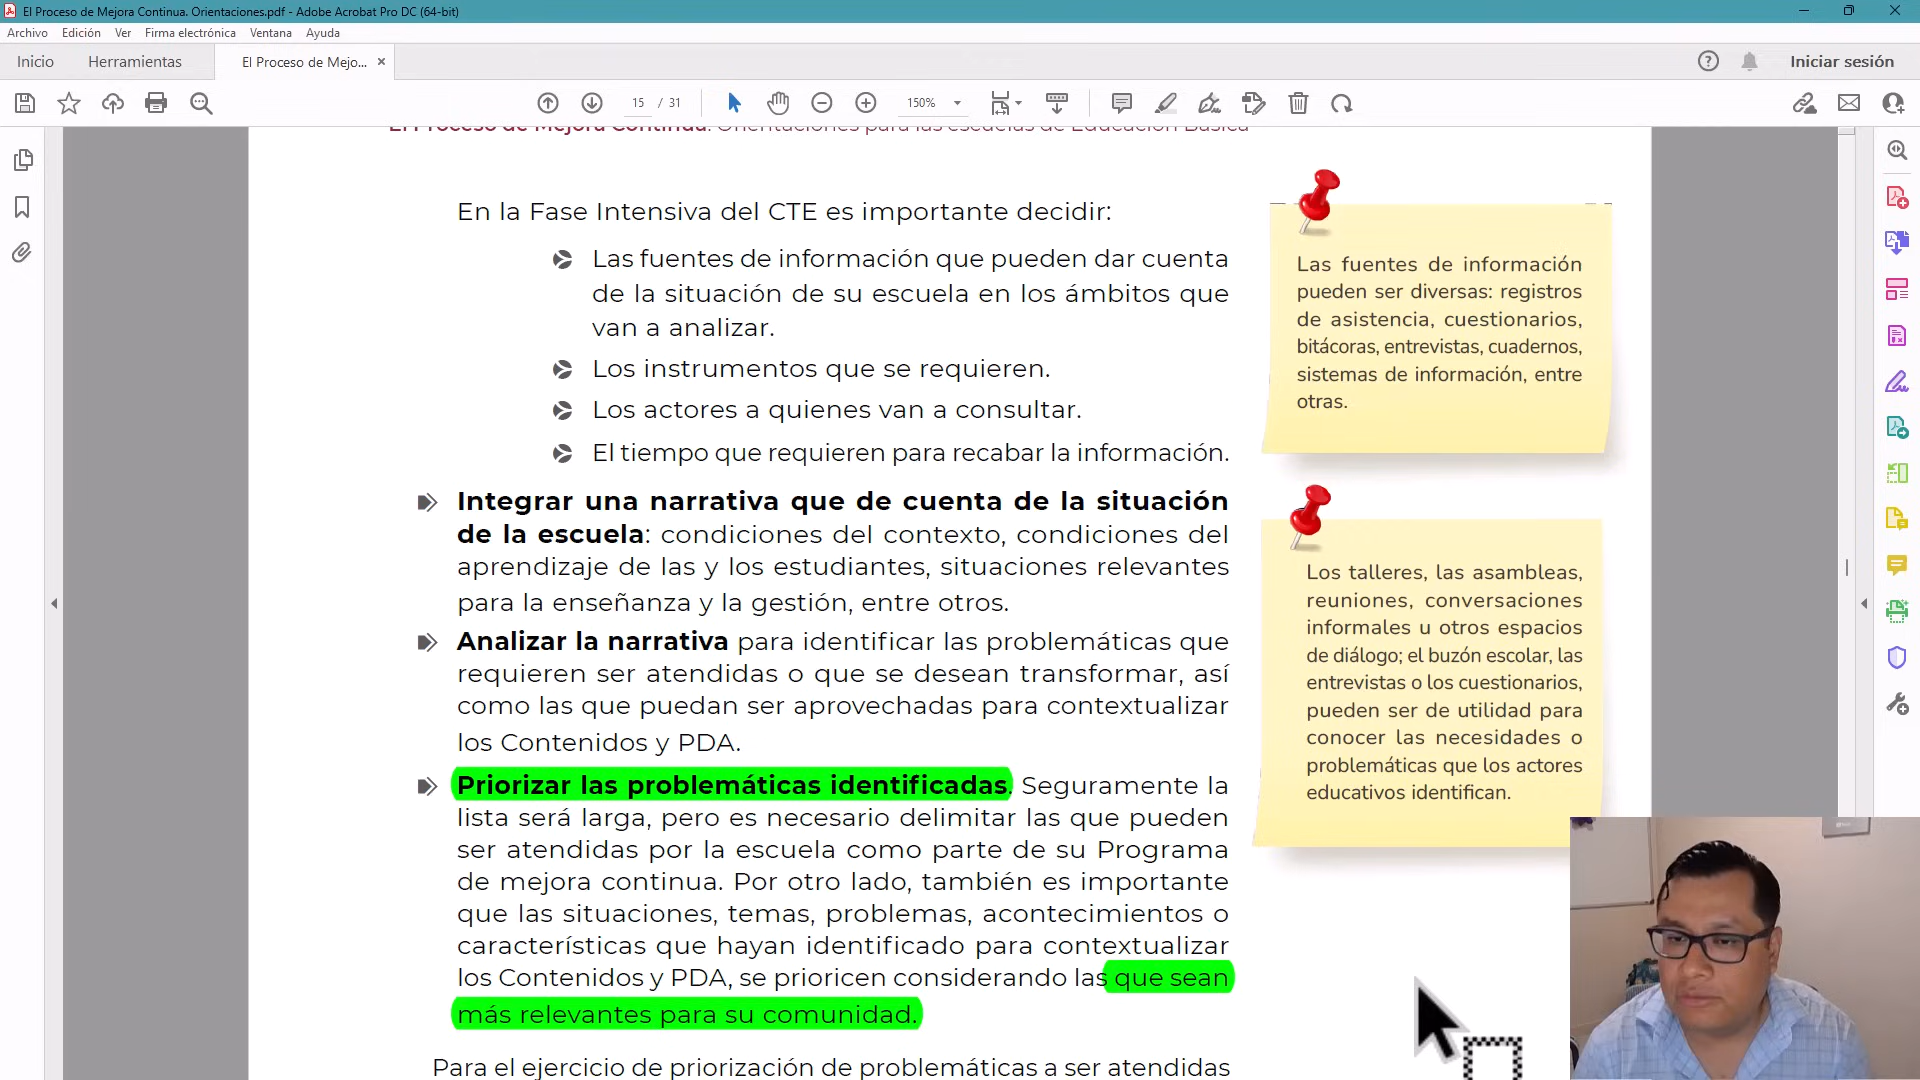 El Proceso de Mejora Continua. Orientaciones.pdf - Adobe Acrobat Pro DC (64-bit)
Archivo Edición Ver Firma electrónica Ventana Ayuda
Inicio Herramientas El Proceso de Mejo... Iniciar sesión
15 / 31 150%
El Proceso de Mejora Continua. Orientaciones para las escuelas de Educación Básica
En la Fase Intensiva del CTE es importante decidir:
Las fuentes de información que pueden dar cuenta
de la situación de su escuela en los ámbitos que
van a analizar.
Los instrumentos que se requieren.
Los actores a quienes van a consultar.
El tiempo que requieren para recabar la información.
Integrar una narrativa que de cuenta de la situación
de la escuela: condiciones del contexto, condiciones del
aprendizaje de las y los estudiantes, situaciones relevantes
para la enseñanza y la gestión, entre otros.
Analizar la narrativa para identificar las problemáticas que
requieren ser atendidas o que se desean transformar, así
como las que puedan ser aprovechadas para contextualizar
los Contenidos y PDA.
Priorizar las problemáticas identificadas. Seguramente la
lista será larga, pero es necesario delimitar las que pueden
ser atendidas por la escuela como parte de su Programa
de mejora continua. Por otro lado, también es importante
que las situaciones, temas, problemas, acontecimientos o
características que hayan identificado para contextualizar
los Contenidos y PDA, se prioricen considerando las que sean
más relevantes para su comunidad.
Para el ejercicio de priorización de problemáticas a ser atendidas
Las fuentes de información
pueden ser diversas: registros
de asistencia, cuestionarios,
bitácoras, entrevistas, cuadernos,
sistemas de información, entre
otras.
Los talleres, las asambleas,
reuniones, conversaciones
informales u otros espacios
de diálogo; el buzón escolar, las
entrevistas o los cuestionarios,
pueden ser de utilidad para
conocer las necesidades o
problemáticas que los actores
educativos identifican.